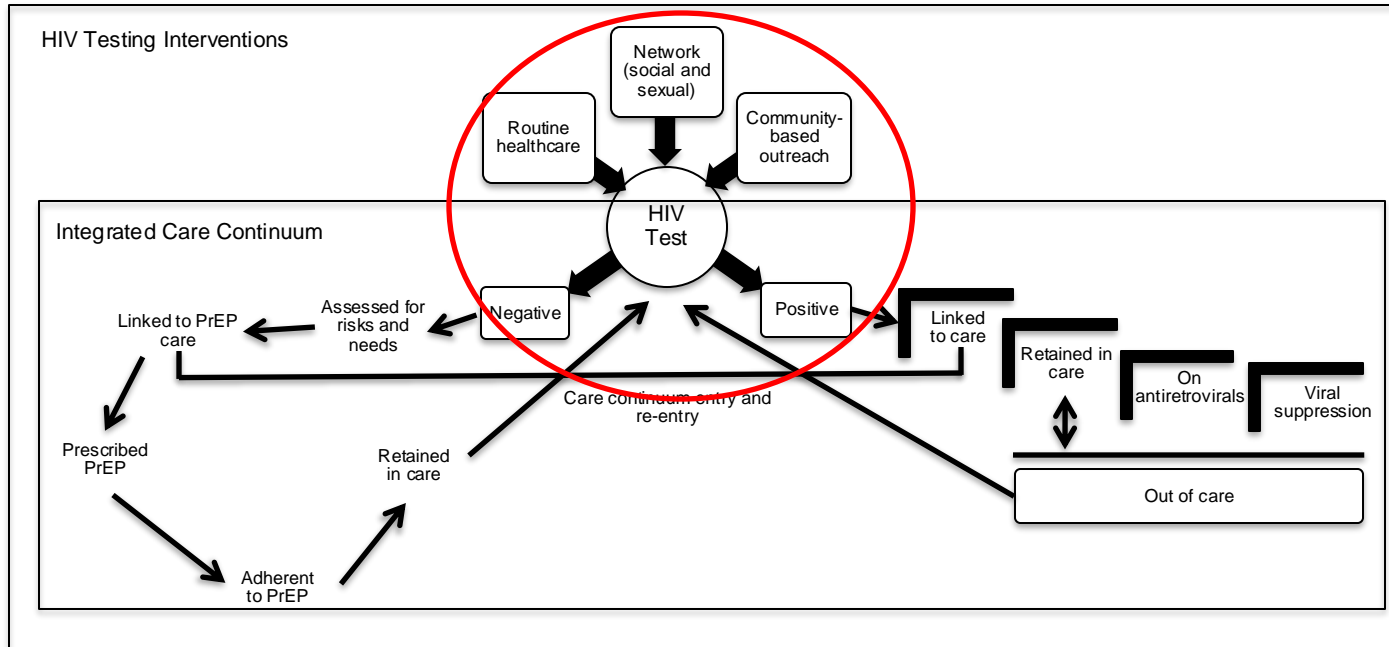 HIV Testing Interventions
Network
(social and
sexual)
Routine
healthcare
Community-
based
outreach
HIV
Test
Integrated Care Continuum
Negative
Positive
Assessed for
risks and
needs
Linked to PrEP
care
Linked
to care
Retained in
care
On
antiretrovirals
Viral
suppression
Care continuum entry and
re-entry
Prescribed
PrEP
Retained
in care
Out of care
Adherent
to PrEP